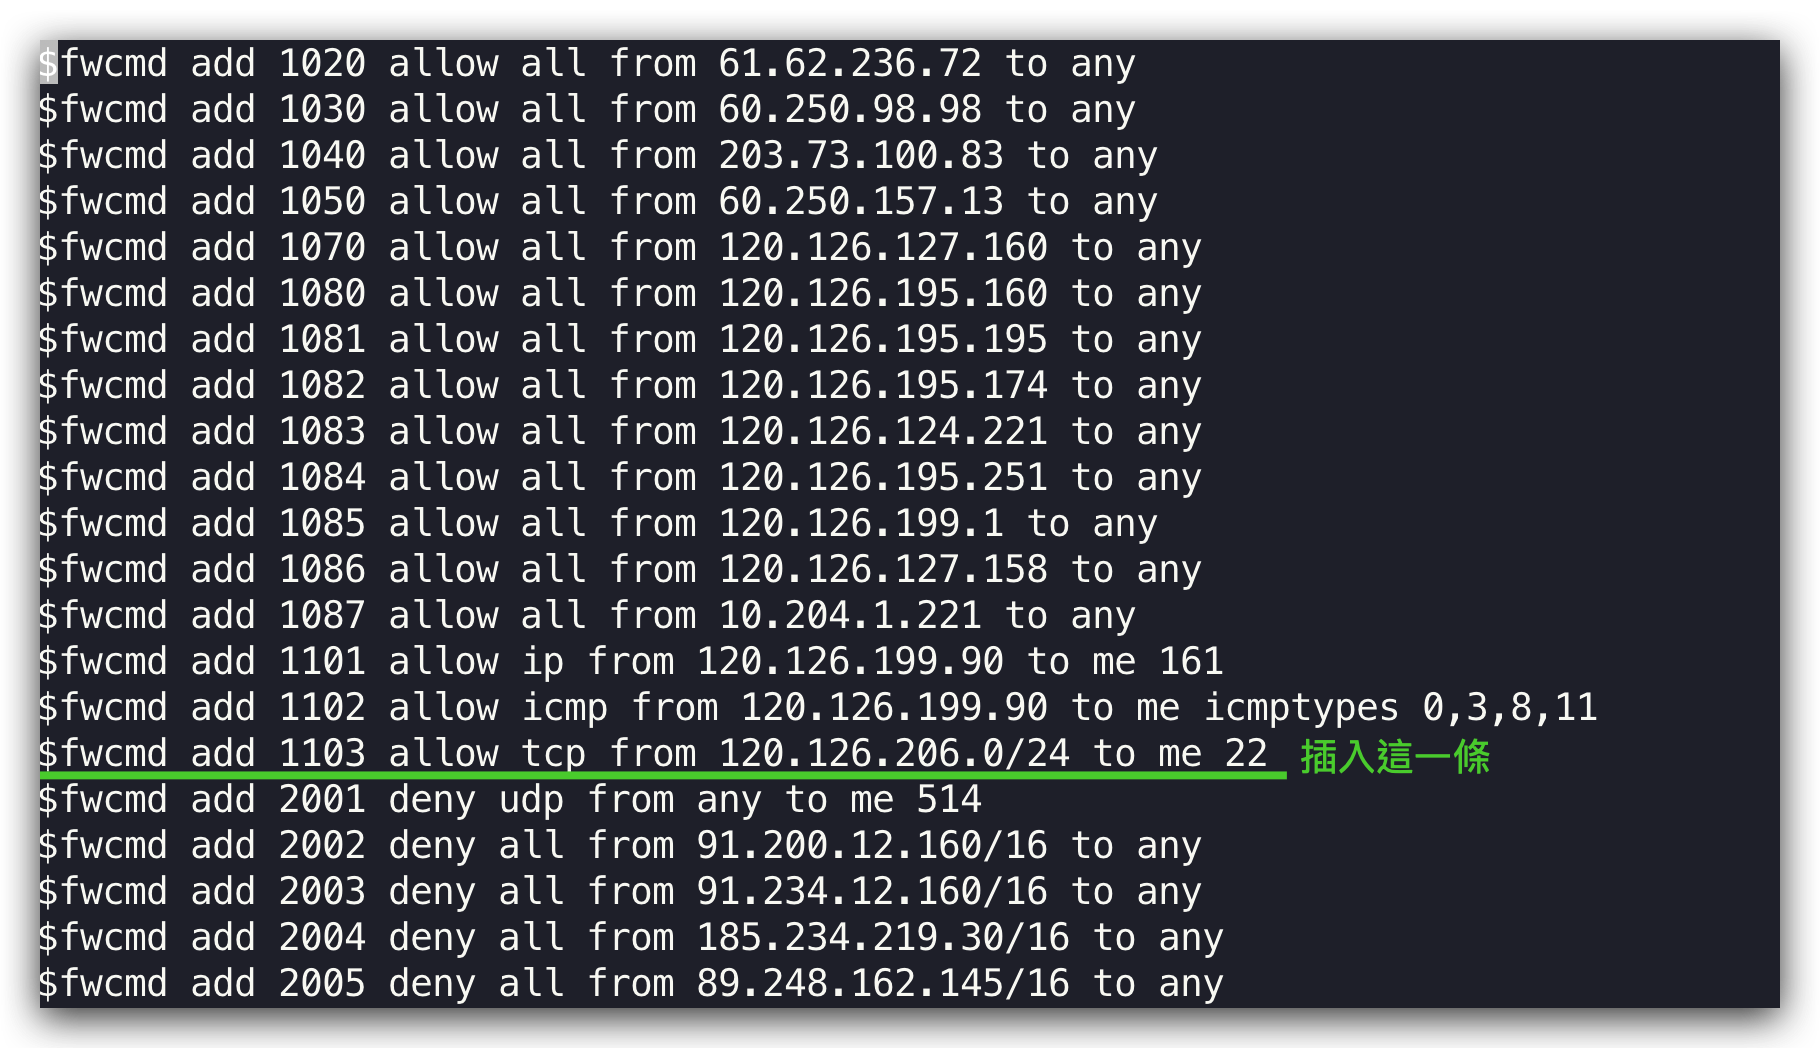 $fwcmd add 1020 allow all from 61.62.236.72 to any
$fwcmd add 1030 allow all from 60.250.98.98 to any
$fwcmd add 1040 allow all from 203.73.100.83 to any
$fwcmd add 1050 allow all from 60.250.157.13 to any
$fwcmd add 1070 allow all from 120.126.127.160 to any
$fwcmd add 1080 allow all from 120.126.195.160 to any
$fwcmd add 1081 allow all from 120.126.195.195 to any
$fwcmd add 1082 allow all from 120.126.195.174 to any
$fwcmd add 1083 allow all from 120.126.124.221 to any
$fwcmd add 1084 allow all from 120.126.195.251 to any
$fwcmd add 1085 allow all from 120.126.199.1 to any
$fwcmd add 1086 allow all from 120.126.127.158 to any
$fwcmd add 1087 allow all from 10.204.1.221 to any
$fwcmd add 1101 allow ip from 120.126.199.90 to me 161
$fwcmd add 1102 allow icmp from 120.126.199.90 to me icmptypes 0,3,8,11
$fwcmd add 1103 allow tcp from 120.126.206.0/24 to me 22 插入這一條
$fwcmd add 2001 deny udp from any to me 514
$fwcmd add 2002 deny all from 91.200.12.160/16 to any
$fwcmd add 2003 deny all from 91.234.12.160/16 to any
$fwcmd add 2004 deny all from 185.234.219.30/16 to any
$fwcmd add 2005 deny all from 89.248.162.145/16 to any